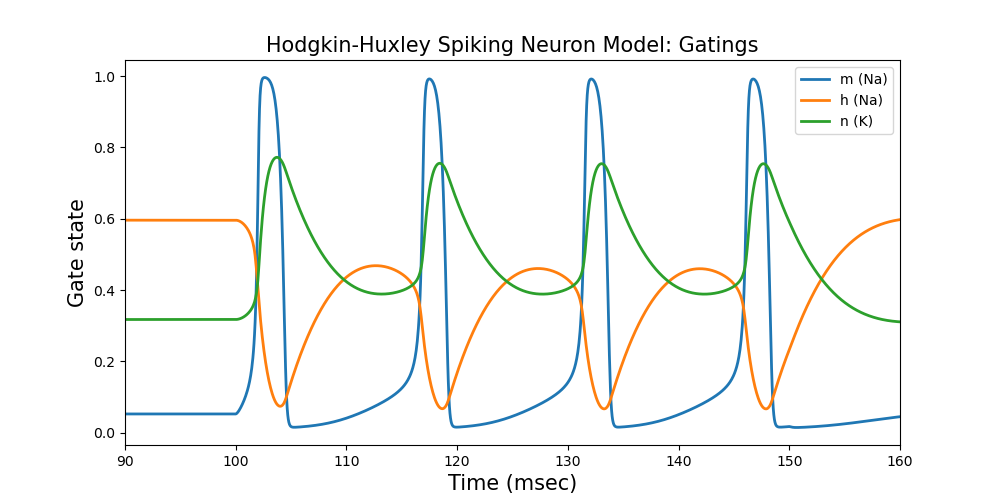 Hodgkin-Huxley Spiking Neuron Model: Gatings
m (Na)
h (Na)
n (K)
Gate state
1.0
0.8
0.6
0.4
0.2
0.0
90 100 110 120 130 140 150 160
Time (msec)